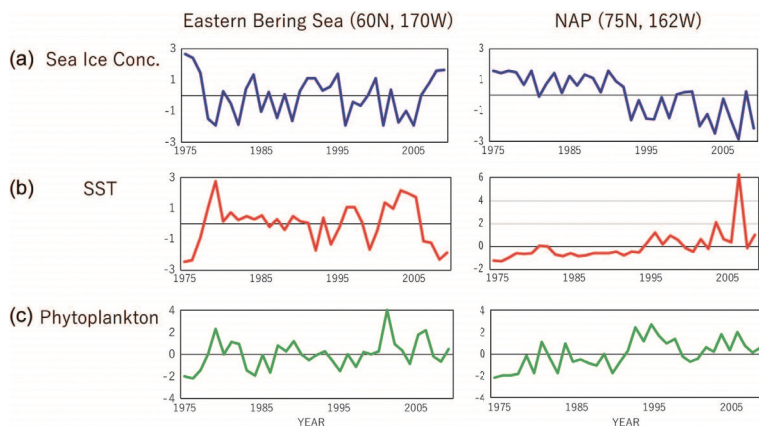 Eastern Bering Sea (60N, 170W) NAP (75N, 162W)
(a) Sea Ice Conc.
3 1 -1 -3
1975 1985 1995 2005
3 1 -1 -3
1975 1985 1995 2005
(b) SST
3 1 -1 -3
1975 1985 1995 2005
6 4 2 0 -2
1975 1985 1995 2005
(c) Phytoplankton
4 2 0 -2 -4
1975 1985 1995 2005
YEAR
4 2 0 -2 -4
1975 1985 1995 2005
YEAR